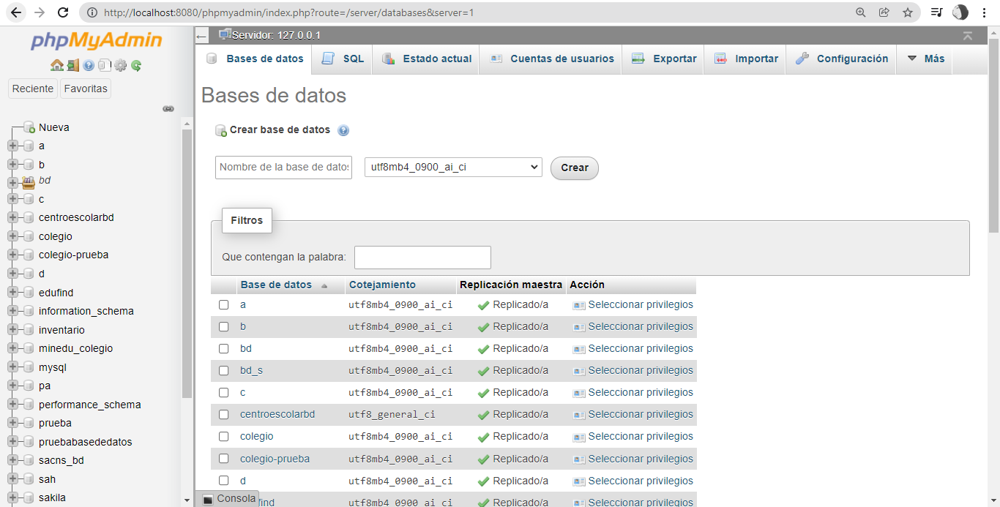 http://localhost:8080/phpmyadmin/index.php?route=/server/databases&server=1
phpMyAdmin
Reciente Favoritas
Nueva
a
b
bd
c
centroescolarbd
colegio
colegio-prueba
d
edufind
information_schema
inventario
minedu_colegio
mysql
pa
performance_schema
prueba
pruebabasededatos
sacns_bd
sah
sakila
Servidor: 127.0.0.1
Bases de datos SQL Estado actual Cuentas de usuarios Exportar Importar Configuración Más
Bases de datos
Crear base de datos
Nombre de la base de datos utf8mb4_0900_ai_ci Crear
Filtros
Que contengan la palabra:
Base de datos Cotejamiento Replicación maestra Acción
a utf8mb4_0900_ai_ci Replicado/a Seleccionar privilegios
b utf8mb4_0900_ai_ci Replicado/a Seleccionar privilegios
bd utf8mb4_0900_ai_ci Replicado/a Seleccionar privilegios
bd_s utf8mb4_0900_ai_ci Replicado/a Seleccionar privilegios
c utf8mb4_0900_ai_ci Replicado/a Seleccionar privilegios
centroescolarbd utf8_general_ci Replicado/a Seleccionar privilegios
colegio utf8mb4_0900_ai_ci Replicado/a Seleccionar privilegios
colegio-prueba utf8mb4_0900_ai_ci Replicado/a Seleccionar privilegios
d utf8mb4_0900_ai_ci Replicado/a Seleccionar privilegios
find utf8mb4_0900_ai_ci Replicado/a Seleccionar privilegios
Consola